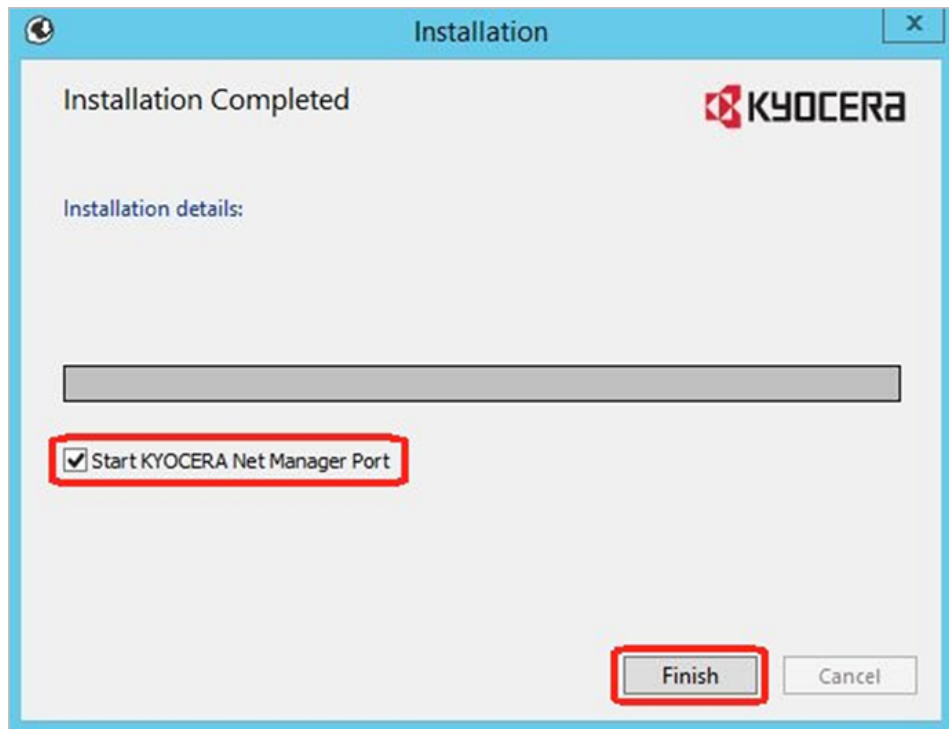 Installation
x
Installation Completed
KYOCERA
Installation details:
Start KYOCERA Net Manager Port
Finish
Cancel